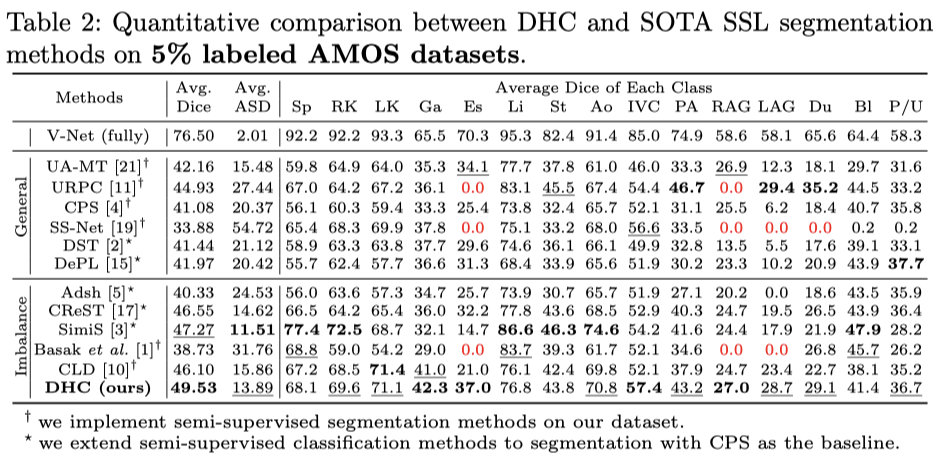 Table 2: Quantitative comparison between DHC and SOTA SSL segmentation
methods on 5% labeled AMOS datasets.
Methods Avg. Dice Avg. ASD Average Dice of Each Class
Sp RK LK Ga Es Li St Ao IVC PA RAG LAG Du Bl P/U
V-Net (fully) 76.50 2.01 92.2 92.2 93.3 65.5 70.3 95.3 82.4 91.4 85.0 74.9 58.6 58.1 65.6 64.4 58.3
General
UA-MT [21]† 42.16 15.48 59.8 64.9 64.0 35.3 34.1 77.7 37.8 61.0 46.0 33.3 26.9 12.3 18.1 29.7 31.6
URPC [11]† 44.93 27.44 67.0 64.2 67.2 36.1 0.0 83.1 45.5 67.4 54.4 46.7 0.0 29.4 35.2 44.5 33.2
CPS [4]† 41.08 20.37 56.1 60.3 59.4 33.3 25.4 73.8 32.4 65.7 52.1 31.1 25.5 6.2 18.4 40.7 35.8
SS-Net [19]† 33.88 54.72 65.4 68.3 69.9 37.8 0.0 75.1 33.2 68.0 56.6 33.5 0.0 0.0 0.0 0.2 0.2
DST [2]* 41.44 21.12 58.9 63.3 63.8 37.7 29.6 74.6 36.1 66.1 49.9 32.8 13.5 5.5 17.6 39.1 33.1
DePL [15]* 41.97 20.42 55.7 62.4 57.7 36.6 31.3 68.4 33.9 65.6 51.9 30.2 23.3 10.2 20.9 43.9 37.7
Imbalance
Adsh [5]* 40.33 24.53 56.0 63.6 57.3 34.7 25.7 73.9 30.7 65.7 51.9 27.1 20.2 0.0 18.6 43.5 35.9
CReST [17]* 46.55 14.62 66.5 64.2 65.4 36.0 32.2 77.8 43.6 68.5 52.9 40.3 24.7 19.5 26.5 43.9 36.4
SimiS [3]* 47.27 11.51 77.4 72.5 68.7 32.1 14.7 86.6 46.3 74.6 54.2 41.6 24.4 17.9 21.9 47.9 28.2
Basak et al. [1]† 38.73 31.76 68.8 59.0 54.2 29.0 0.0 83.7 39.3 61.7 52.1 34.6 0.0 0.0 26.8 45.7 26.2
CLD [10]† 46.10 15.86 67.2 68.5 71.4 41.0 21.0 76.1 42.4 69.8 52.1 37.9 24.7 23.4 22.7 38.1 35.2
DHC (ours) 49.53 13.89 68.1 69.6 71.1 42.3 37.0 76.8 43.8 70.8 57.4 43.2 27.0 28.7 29.1 41.4 36.7
† we implement semi-supervised segmentation methods on our dataset.
* we extend semi-supervised classification methods to segmentation with CPS as the baseline.